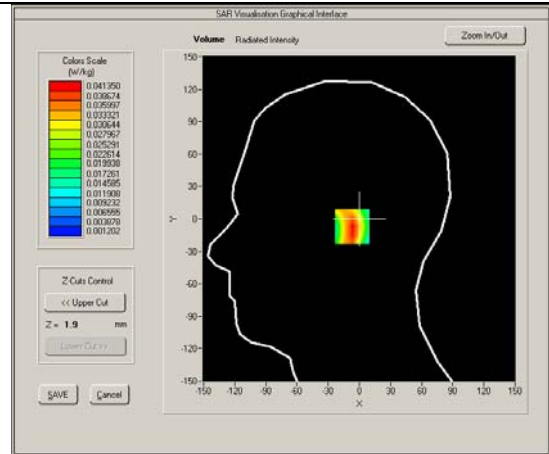 SAR Visualisation Graphical Interface
Volume Radiated Intensity
Zoom In/Out
Colors Scale
(W/kg)
0.041350
0.038674
0.035997
0.033321
0.030644
0.027967
0.025291
0.022614
0.019938
0.017261
0.014585
0.011908
0.009232
0.006555
0.003878
0.001202
Z Cuts Control
<< Upper Cut
Z = 1.9 mm
Lower Cut >>
SAVE Cancel
150
120
90
60
30
0
-30
-60
-90
-120
-150
Y
-150 -120 -90 -60 -30 0 30 60 90 120 150
X